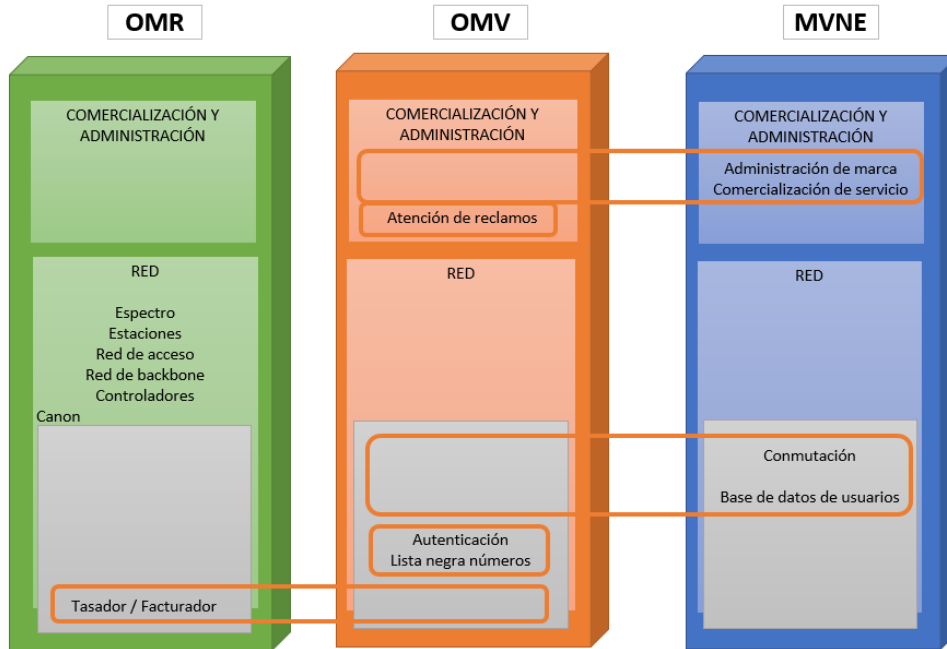 OMR
COMERCIALIZACIÓN Y
ADMINISTRACIÓN
RED
Espectro
Estaciones
Red de acceso
Red de backbone
Controladores
Canon
Tasador / Facturador
OMV
COMERCIALIZACIÓN Y
ADMINISTRACIÓN
Atención de reclamos
RED
Autenticación
Lista negra números
MVNE
COMERCIALIZACIÓN Y
ADMINISTRACIÓN
Administración de marca
Comercialización de servicio
RED
Conmutación
Base de datos de usuarios